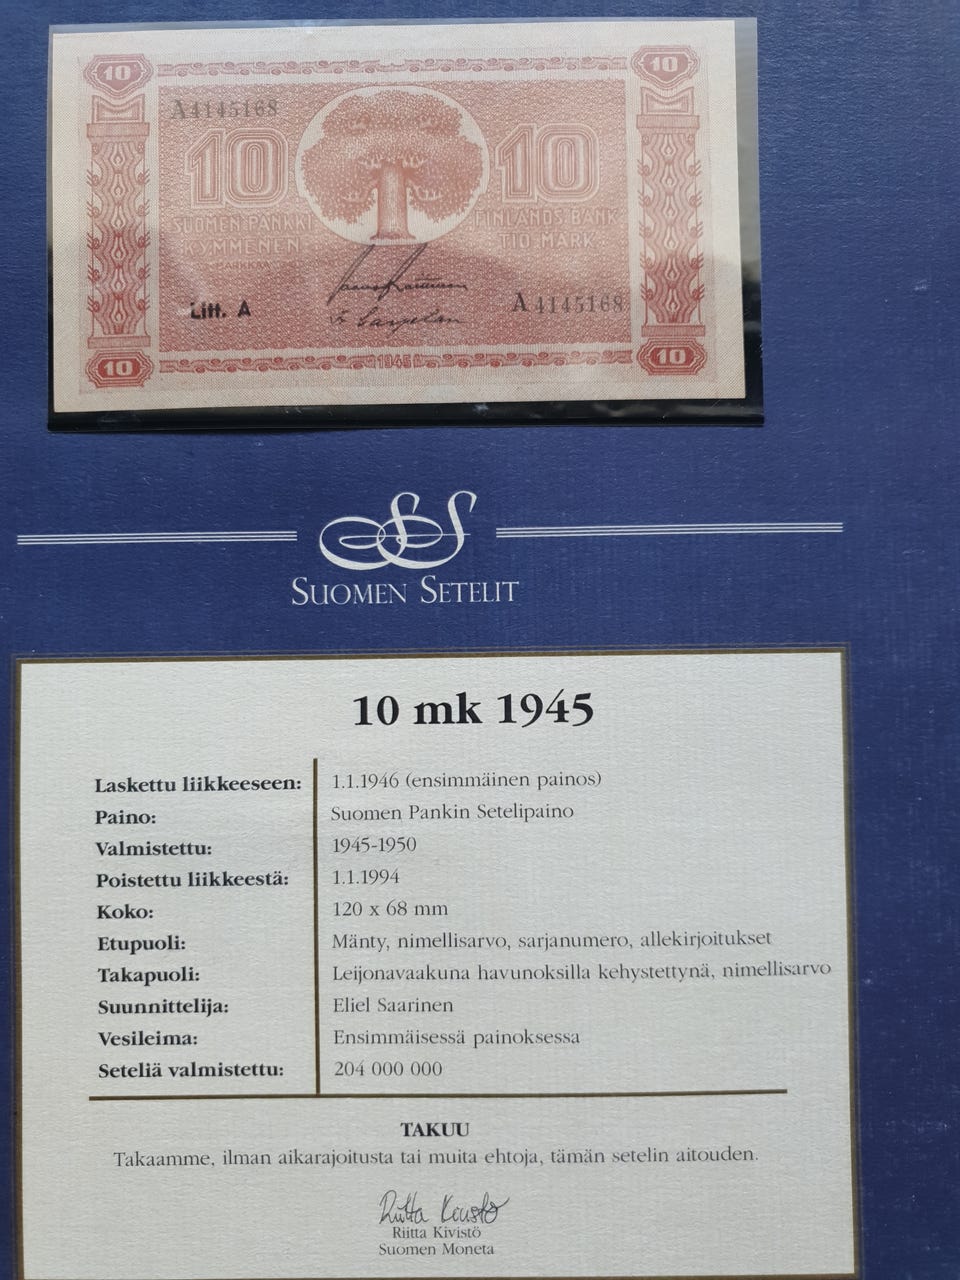 10 10
A4145168
10 10
SUOMEN PANKKI FINLANDS BANK
KYMMENEN TIO MARK
MARKKAA
Litt. A A4145168
10 1945 10
SS
SUOMEN SETELIT
10 mk 1945
Laskettu liikkeeseen: 1.1.1946 (ensimmäinen painos)
Paino: Suomen Pankin Setelipaino
Valmistettu: 1945-1950
Poistettu liikkeestä: 1.1.1994
Koko: 120 x 68 mm
Etupuoli: Mänty, nimellisarvo, sarjanumero, allekirjoitukset
Takapuoli: Leijonavaakuna havunoksilla kehystettynä, nimellisarvo
Suunnittelija: Eliel Saarinen
Vesileima: Ensimmäisessä painoksessa
Seteliä valmistettu: 204 000 000
TAKUU
Takaamme, ilman aikarajoitusta tai muita ehtoja, tämän setelin aitouden.
Riitta Kivistö
Riitta Kivistö
Suomen Moneta